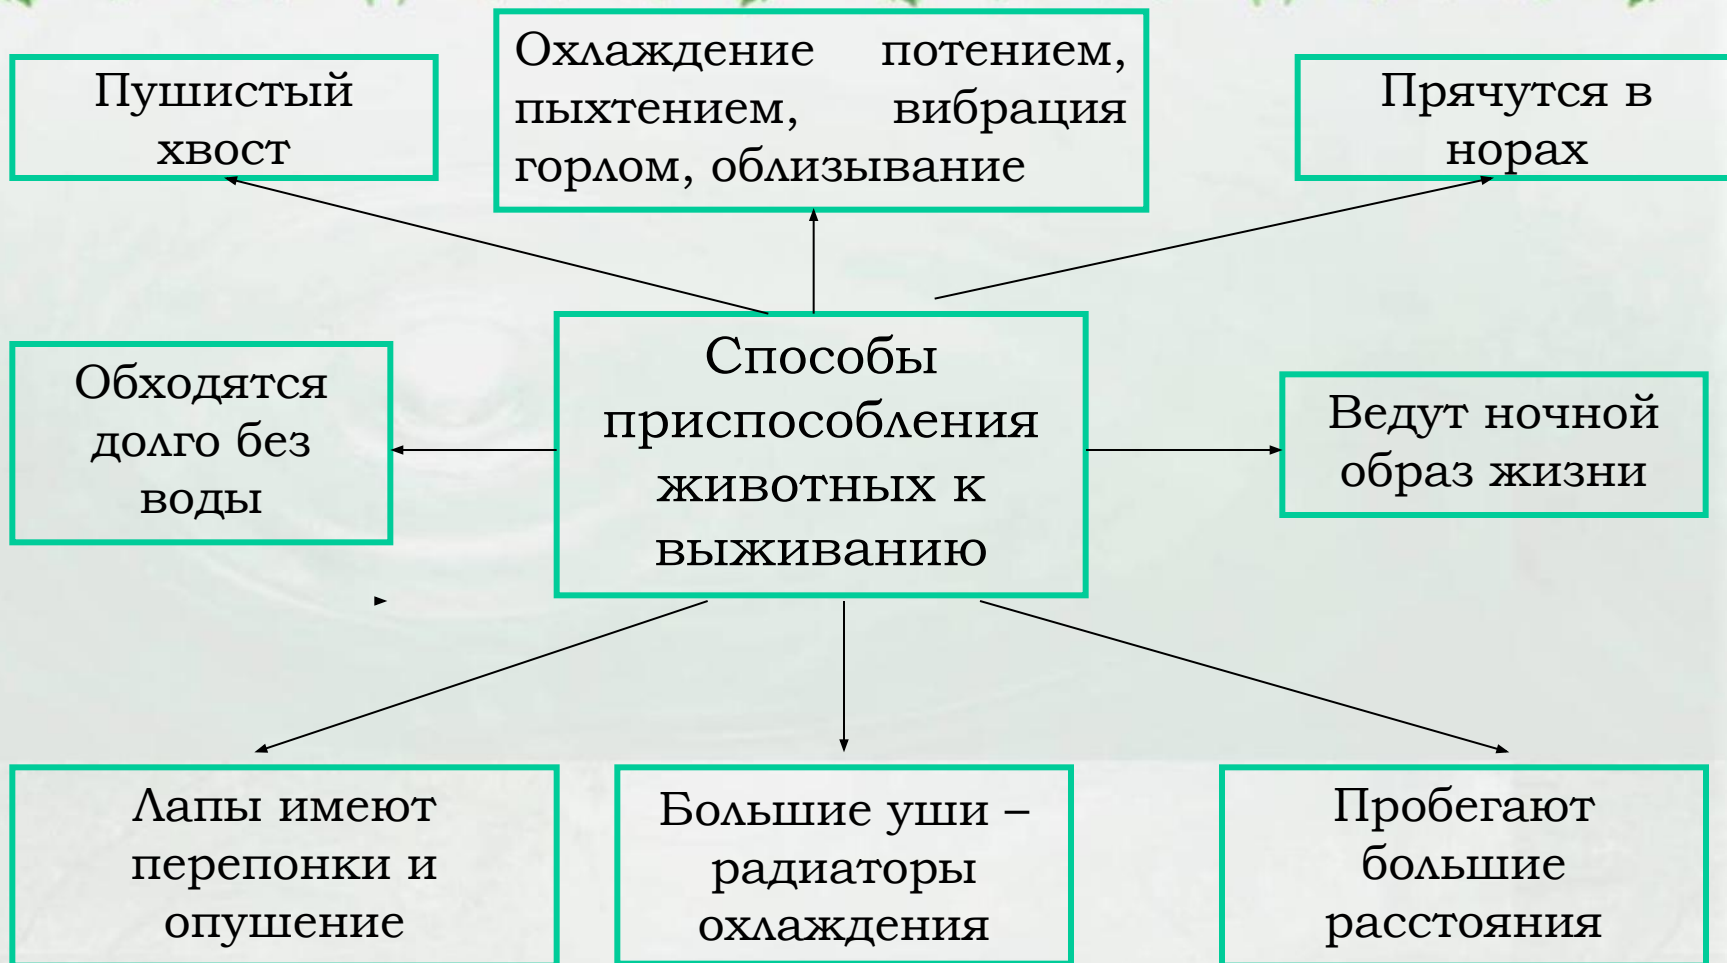 Пушистый
хвост
Охлаждение потением,
пыхтением, вибрация
горлом, облизывание
Прячутся в
норах
Обходятся
долго без
воды
Способы
приспособления
животных к
выживанию
Ведут ночной
образ жизни
Лапы имеют
перепонки и
опушение
Большие уши –
радиаторы
охлаждения
Пробегают
большие
расстояния